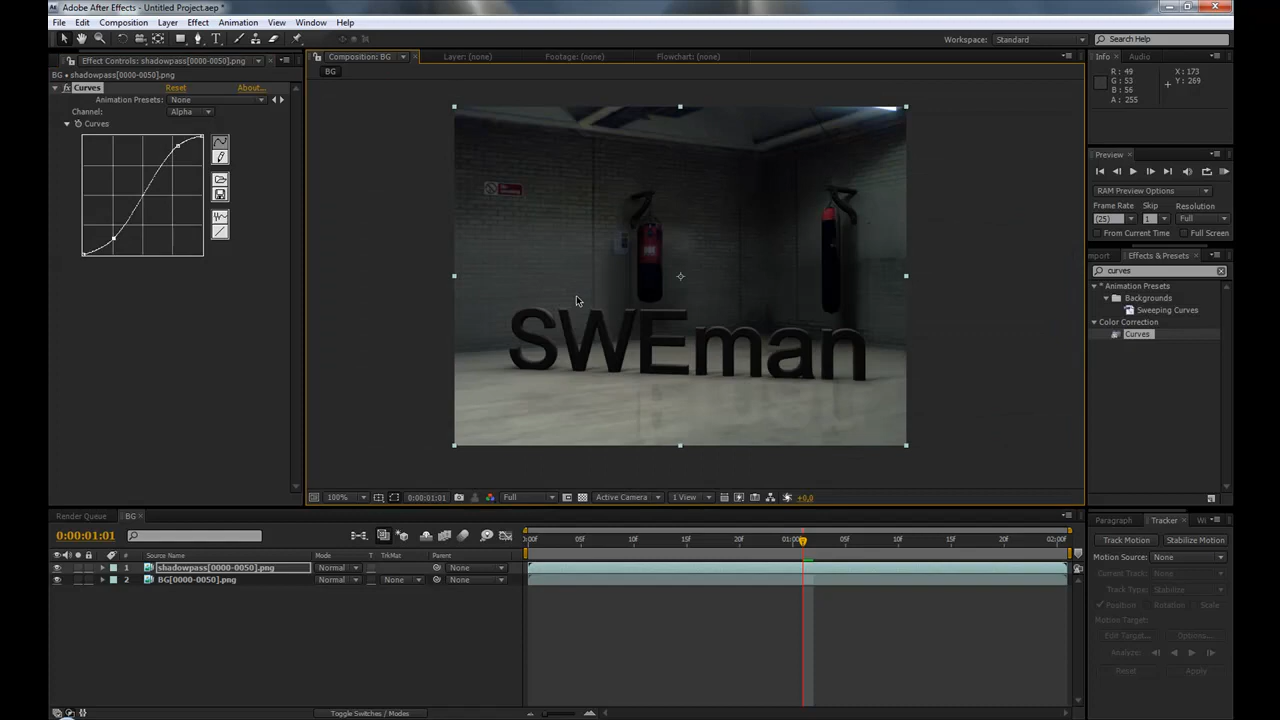 Adobe After Effects - Untitled Project.aep *
File Edit Composition Layer Effect Animation View Window Help
Workspace: Standard Search Help
Effect Controls: shadowpass[0000-0050].png
Composition: BG
Layer: (none)
Footage: (none)
Flowchart: (none)
Info Audio
BG • shadowpass[0000-0050].png
BG
fx Curves Reset About...
Animation Presets: None
Channel: Alpha
Curves
R: 49
G: 53
B: 56
A: 255
X: 173
Y: 269
Preview
RAM Preview Options
Frame Rate Skip Resolution
(25) 1 Full
From Current Time Full Screen
import Effects & Presets
curves
* Animation Presets
Backgrounds
Sweeping Curves
Color Correction
Curves
SWEman
100% 0:00:01:01 Full Active Camera 1 View +0,0
Render Queue BG
0:00:01:01
# Source Name Mode T TrkMat Parent
1 shadowpass[0000-0050].png Normal None
2 BG[0000-0050].png Normal None None
:00F 05F 10F 15F 20F 01:00F 05F 10F 15F 20F 02:00F
Paragraph Tracker Wi
Track Motion Stabilize Motion
Motion Source: None
Current Track: None
Track Type: Stabilize
Position Rotation Scale
Motion Target:
Edit Target... Options...
Analyze:
Reset Apply
Toggle Switches / Modes